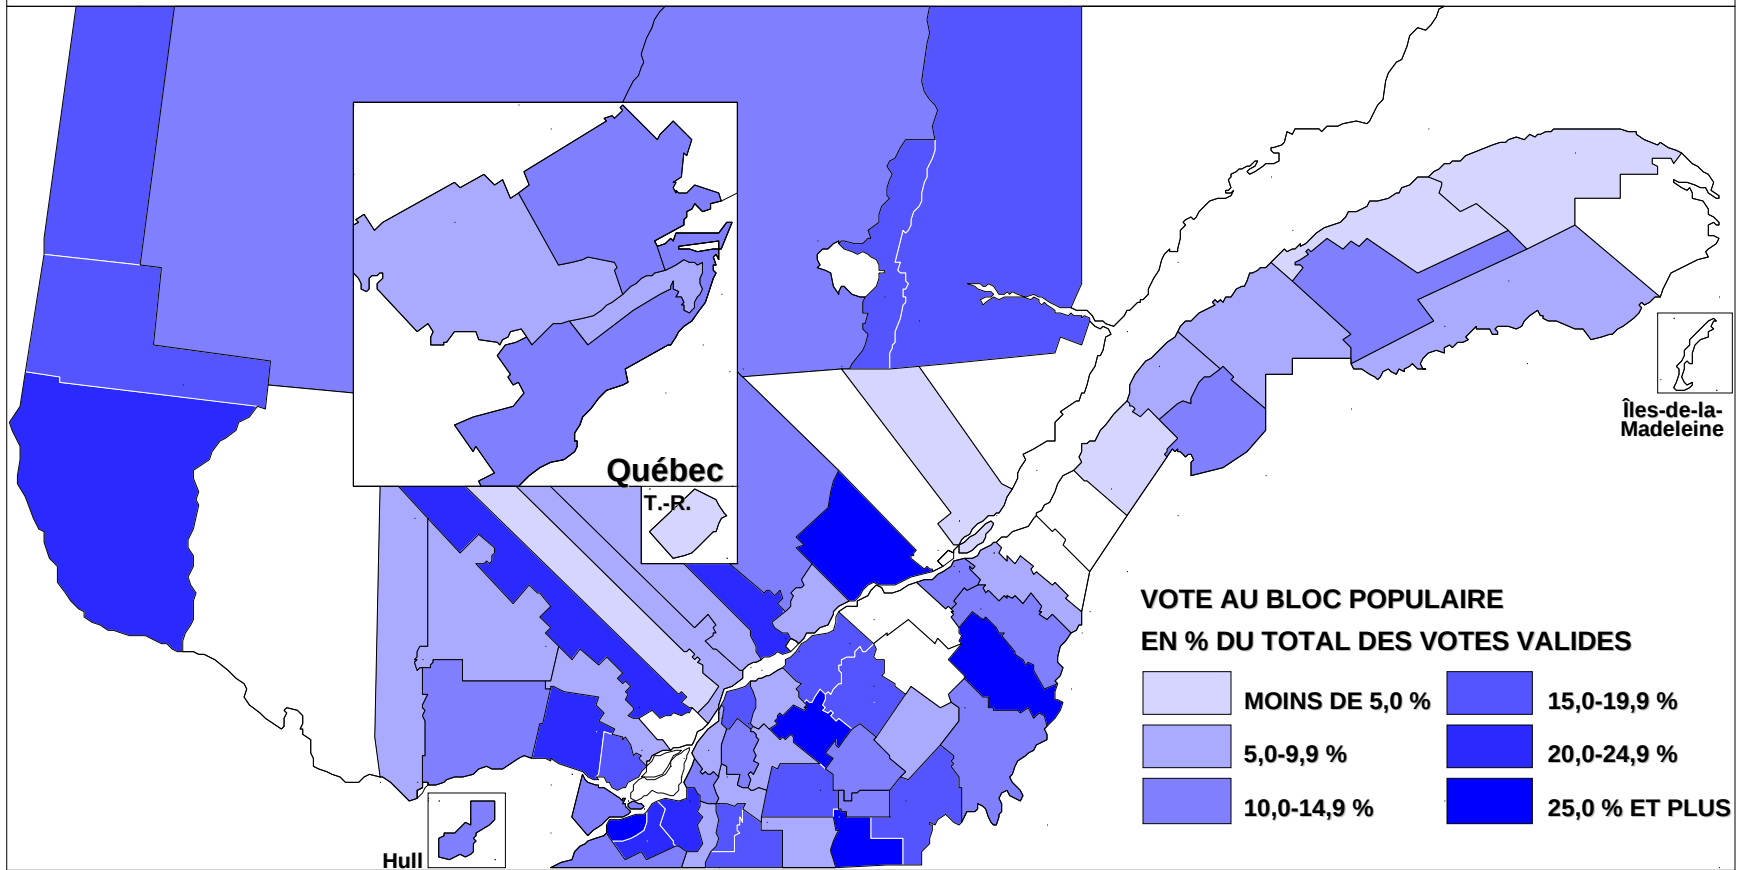 Québec
T.-R.
Îles-de-la-
Madeleine
Hull
VOTE AU BLOC POPULAIRE
EN % DU TOTAL DES VOTES VALIDES
MOINS DE 5,0 %
5,0-9,9 %
10,0-14,9 %
15,0-19,9 %
20,0-24,9 %
25,0 % ET PLUS